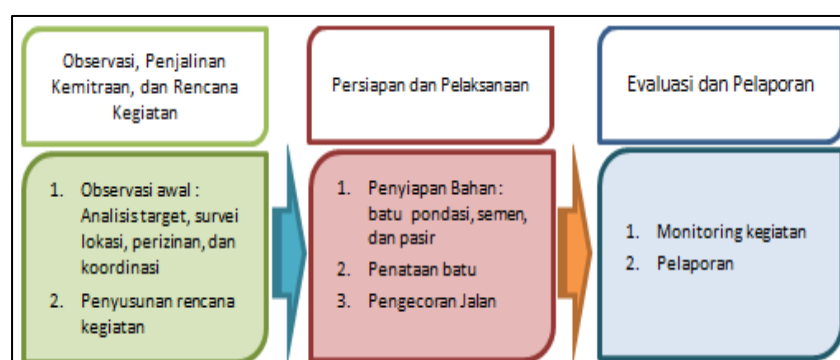 Observasi, Penjalinan
Kemitraan, dan Rencana
Kegiatan
1. Observasi awal :
Analisis target, survei
lokasi, perizinan, dan
koordinasi
2. Penyusunan rencana
kegiatan
Persiapan dan Pelaksanaan
1. Penyiapan Bahan :
batu pondasi, semen,
dan pasir
2. Penataan batu
3. Pengecoran Jalan
Evaluasi dan Pelaporan
1. Monitoring kegiatan
2. Pelaporan